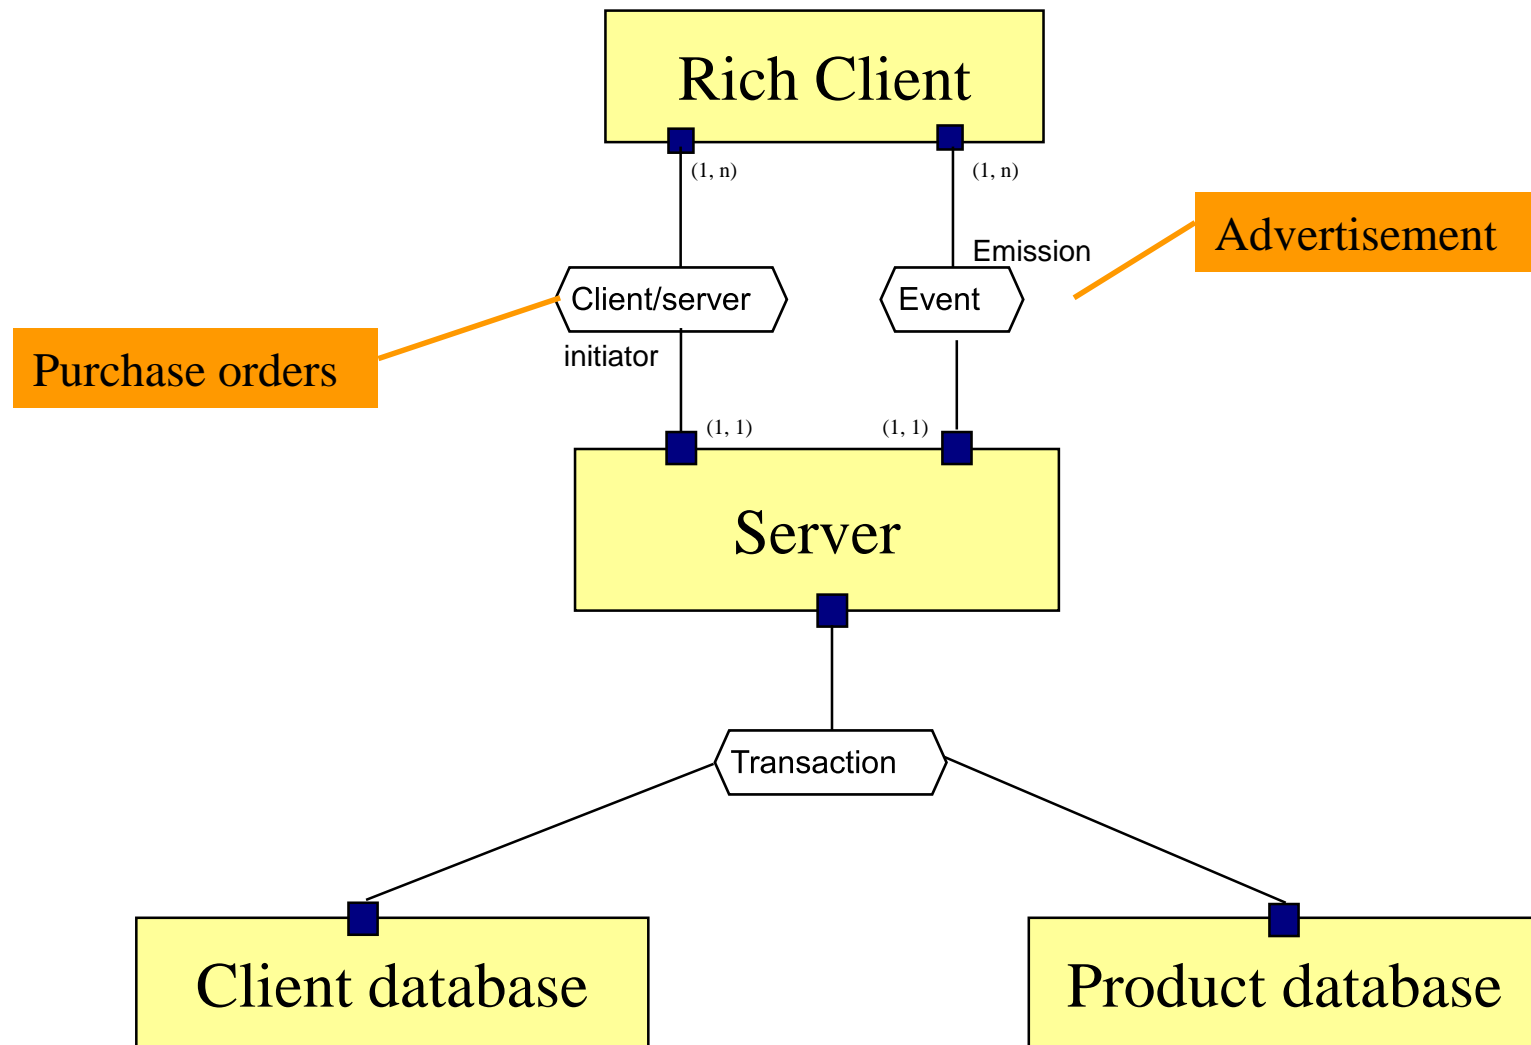 Rich Client
(1, n)
(1, n)
Emission
Advertisement
Client/server
Event
Purchase orders
initiator
(1, 1)
(1, 1)
Server
Transaction
Client database
Product database